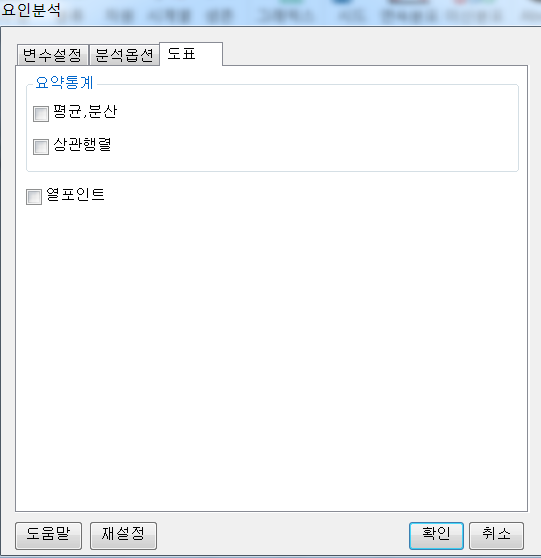 요인분석
변수설정 분석옵션 도표
요약통계
평균,분산
상관행렬
열포인트
도움말 재설정 확인 취소